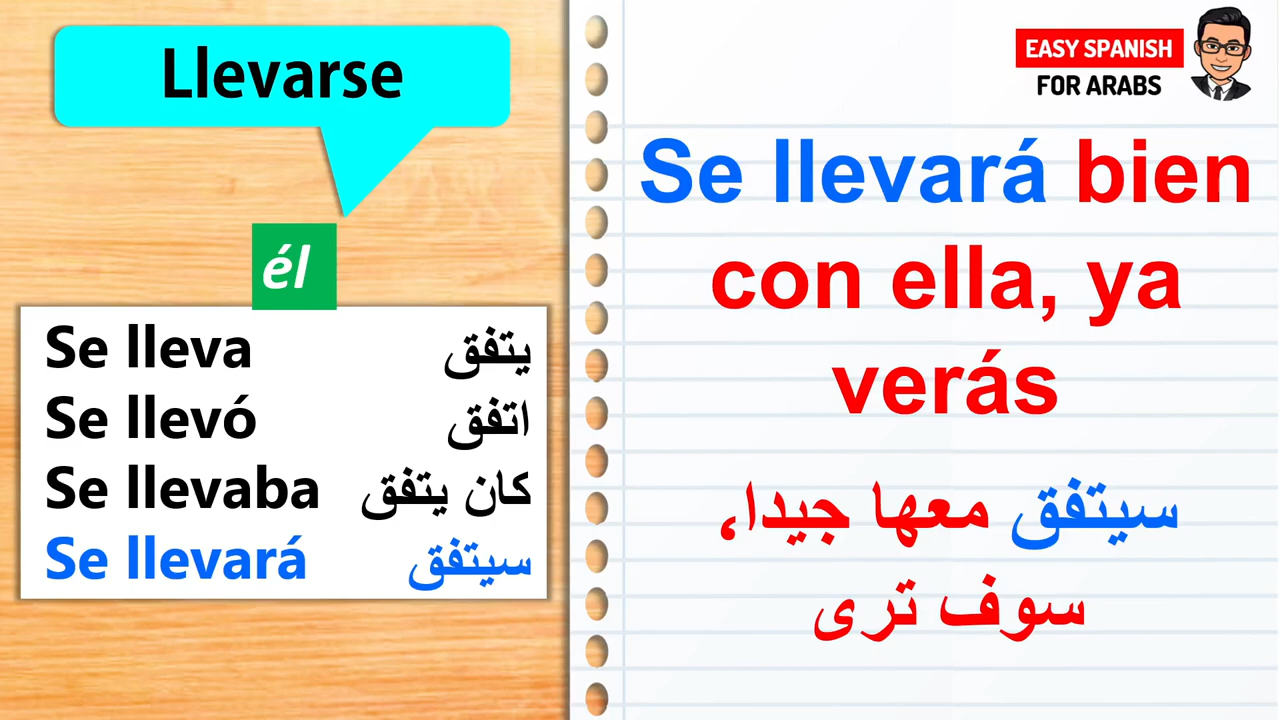 Llevarse
él
Se lleva يتفق
Se llevó اتفق
Se llevaba كان يتفق
Se llevará سيتفق
EASY SPANISH
FOR ARABS
Se llevará bien
con ella, ya
verás
سيتفق معها جيدا،
سوف ترى